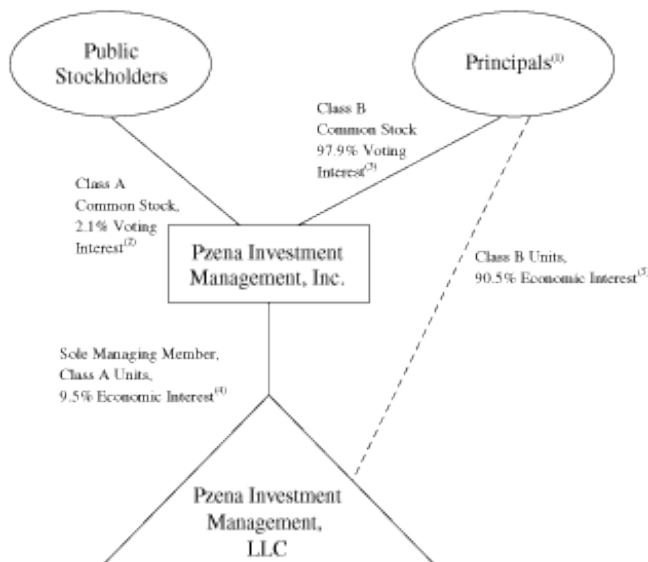 Public
Stockholders
Principals(1)
Class B
Common Stock
97.9% Voting
Interest(3)
Class A
Common Stock,
2.1% Voting
Interest(2)
Pzena Investment
Management, Inc.
Class B Units,
90.5% Economic Interest(5)
Sole Managing Member,
Class A Units,
9.5% Economic Interest(4)
Pzena Investment
Management,
LLC